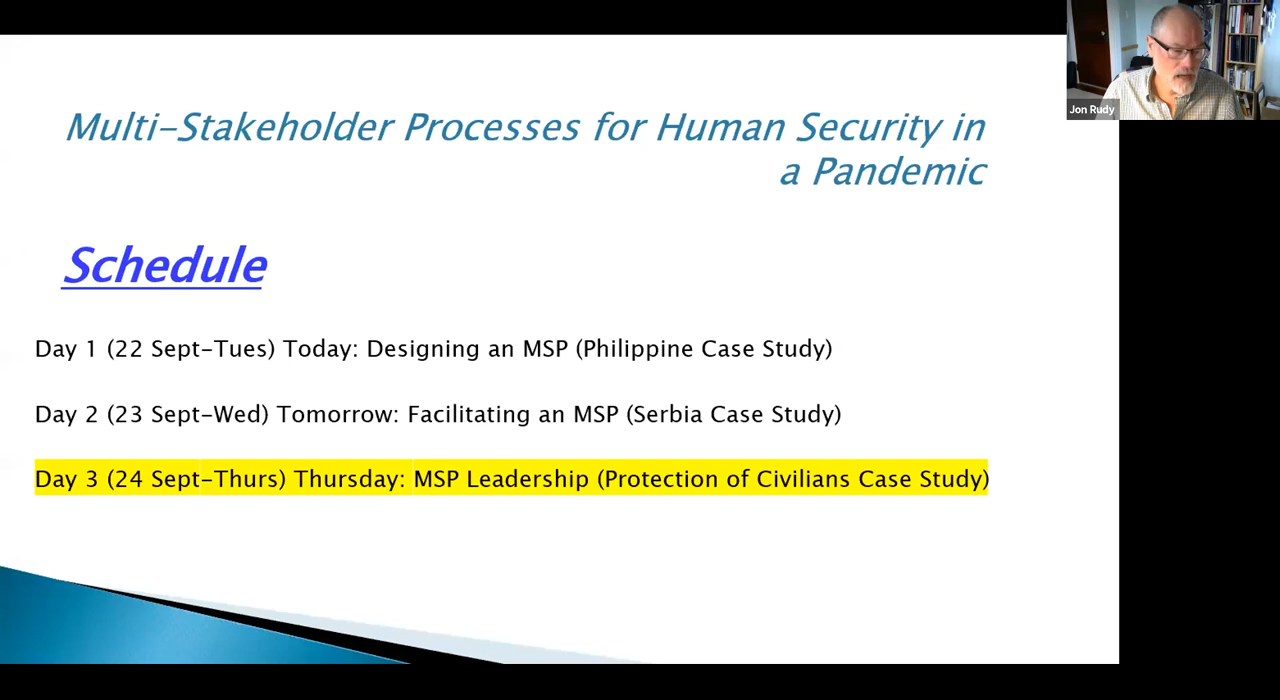 Multi-Stakeholder Processes for Human Security in
a Pandemic
Jon Rudy
Schedule
Day 1 (22 Sept-Tues) Today: Designing an MSP (Philippine Case Study)
Day 2 (23 Sept-Wed) Tomorrow: Facilitating an MSP (Serbia Case Study)
Day 3 (24 Sept-Thurs) Thursday: MSP Leadership (Protection of Civilians Case Study)